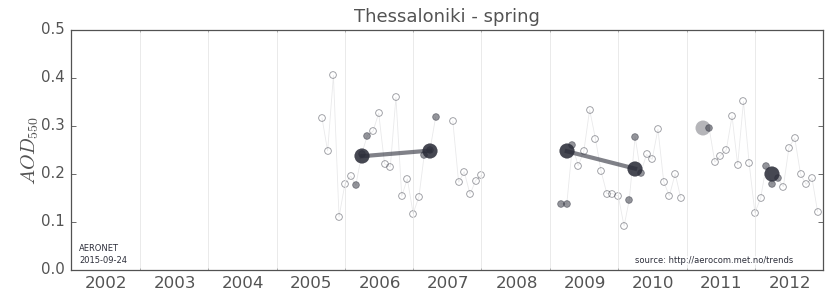 Thessaloniki - spring
0.5
0.4
0.3
0.2
0.1
0.0
AOD550
AERONET
2015-09-24
source: http://aerocom.met.no/trends
2002 2003 2004 2005 2006 2007 2008 2009 2010 2011 2012